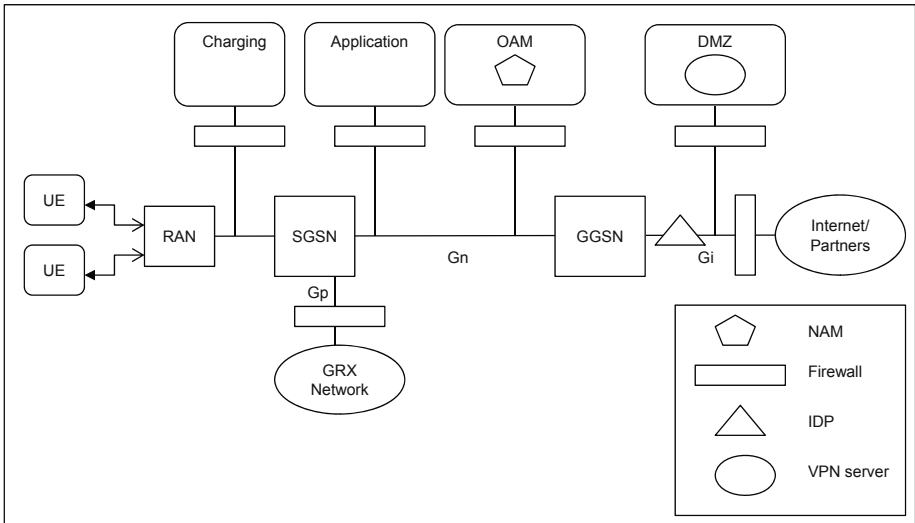 Charging
Application
OAM
DMZ
UE
UE
RAN
SGSN
GGSN
Gn
Gi
Internet/
Partners
Gp
GRX
Network
NAM
Firewall
IDP
VPN server